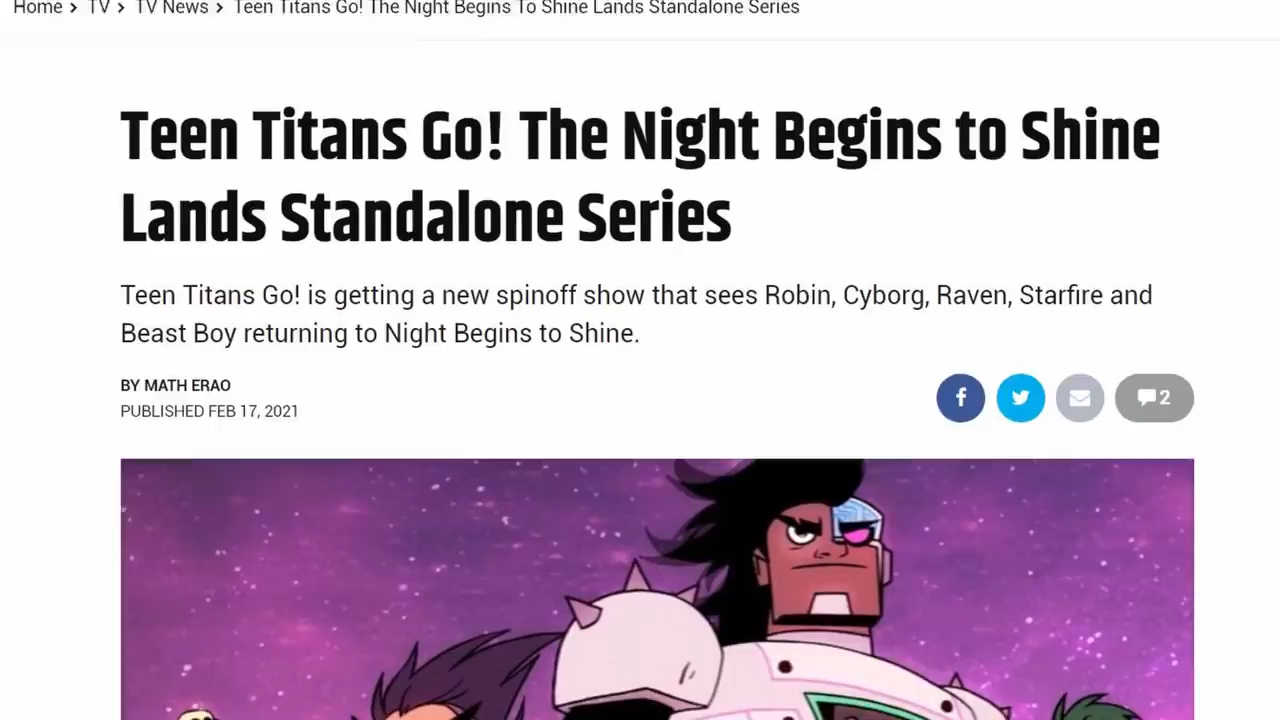 Home > TV > TV News > Teen Titans Go! The Night Begins To Shine Lands Standalone Series
Teen Titans Go! The Night Begins to Shine
Lands Standalone Series
Teen Titans Go! is getting a new spinoff show that sees Robin, Cyborg, Raven, Starfire and
Beast Boy returning to Night Begins to Shine.
BY MATH ERAO
PUBLISHED FEB 17, 2021
2